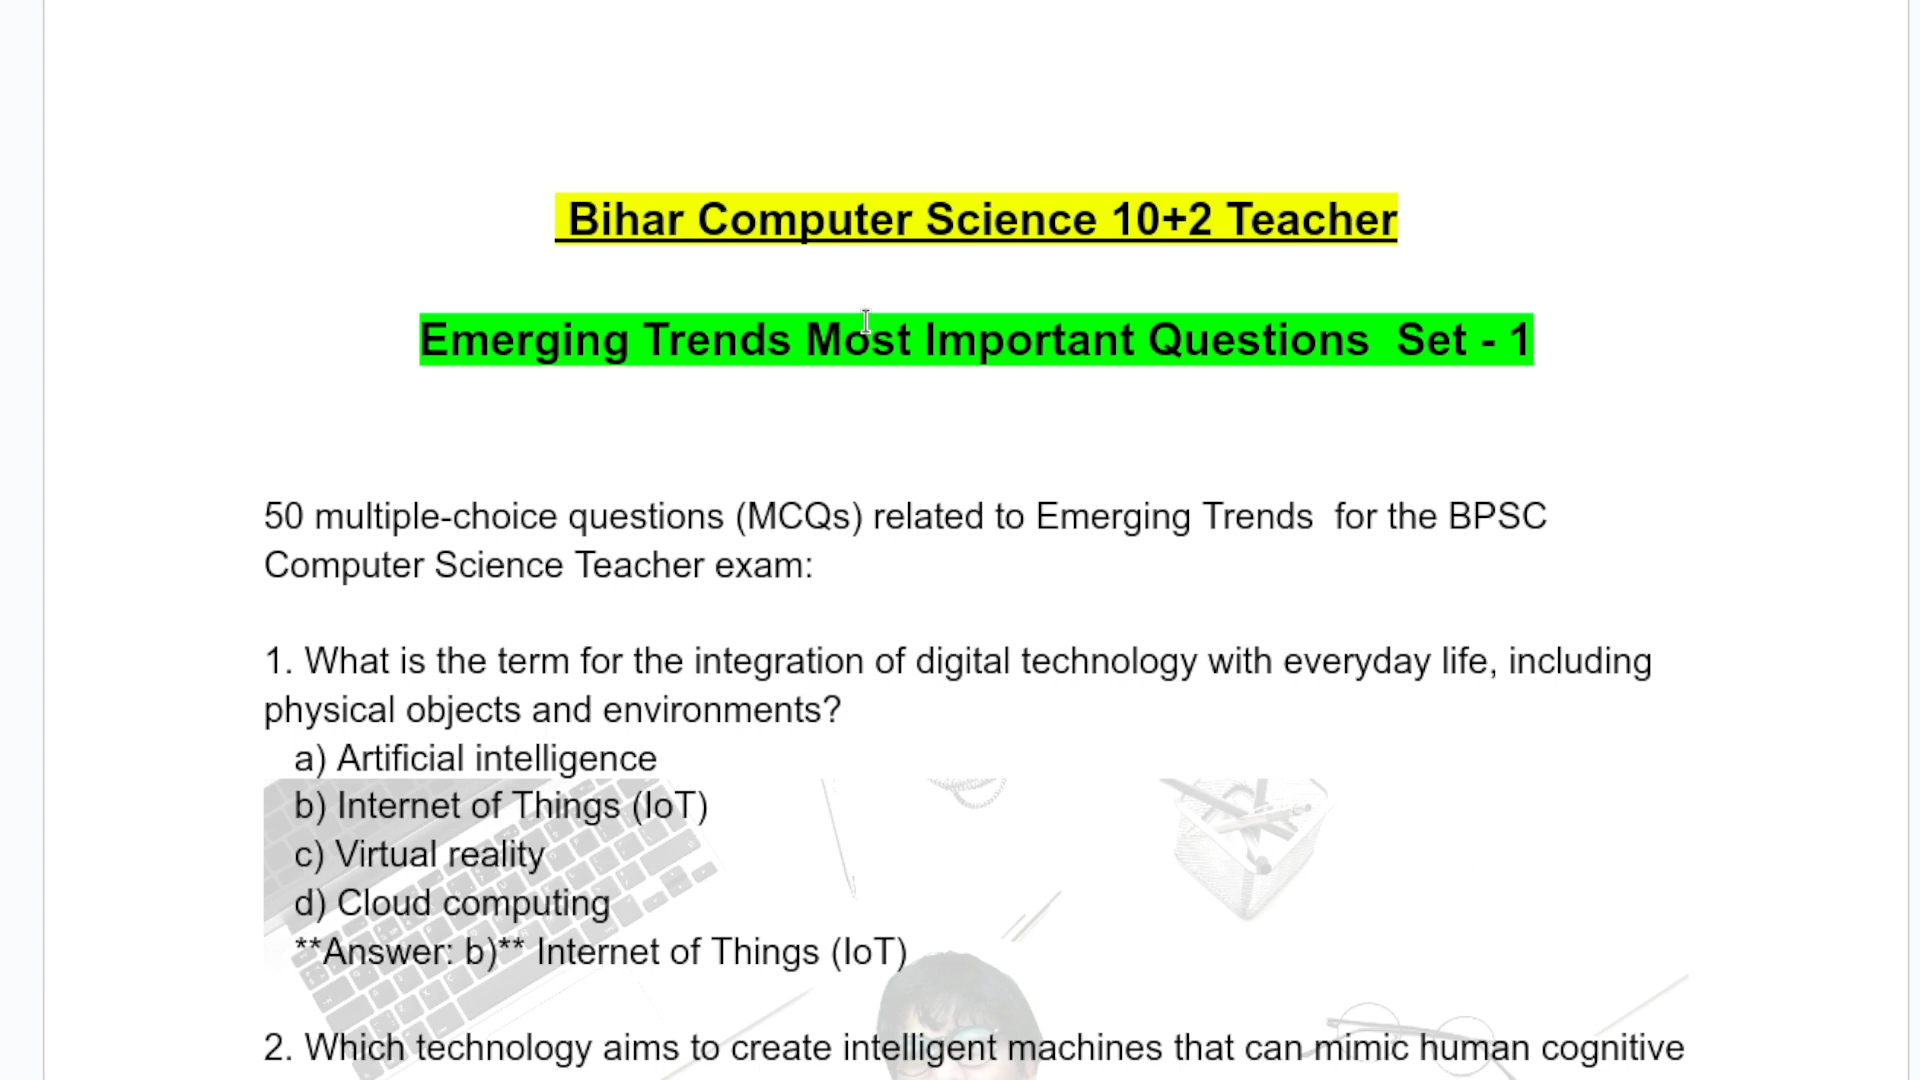 Bihar Computer Science 10+2 Teacher
Emerging Trends Most Important Questions  Set - 1
50 multiple-choice questions (MCQs) related to Emerging Trends  for the BPSC
Computer Science Teacher exam:
1. What is the term for the integration of digital technology with everyday life, including
physical objects and environments?
a) Artificial intelligence
b) Internet of Things (IoT)
c) Virtual reality
d) Cloud computing
**Answer: b)** Internet of Things (IoT)
2. Which technology aims to create intelligent machines that can mimic human cognitive